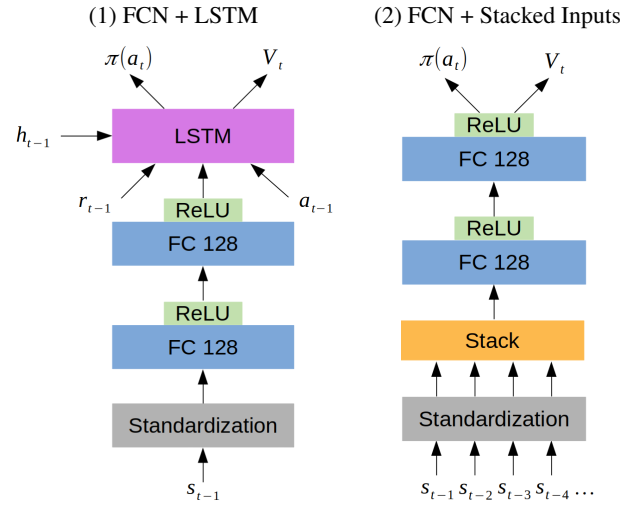 (1) FCN + LSTM
π(a_t) V_t
LSTM
h_{t-1}
r_{t-1} a_{t-1}
ReLU
FC 128
ReLU
FC 128
Standardization
s_{t-1}
(2) FCN + Stacked Inputs
π(a_t) V_t
ReLU
FC 128
ReLU
FC 128
Stack
Standardization
s_{t-1} s_{t-2} s_{t-3} s_{t-4} ...